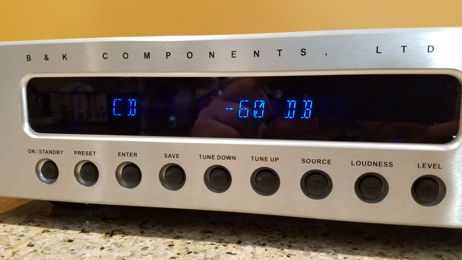 B & K COMPONENTS, LTD
CD -60 DB
ON|STANDBY PRESET ENTER SAVE TUNE DOWN TUNE UP SOURCE LOUDNESS LEVEL